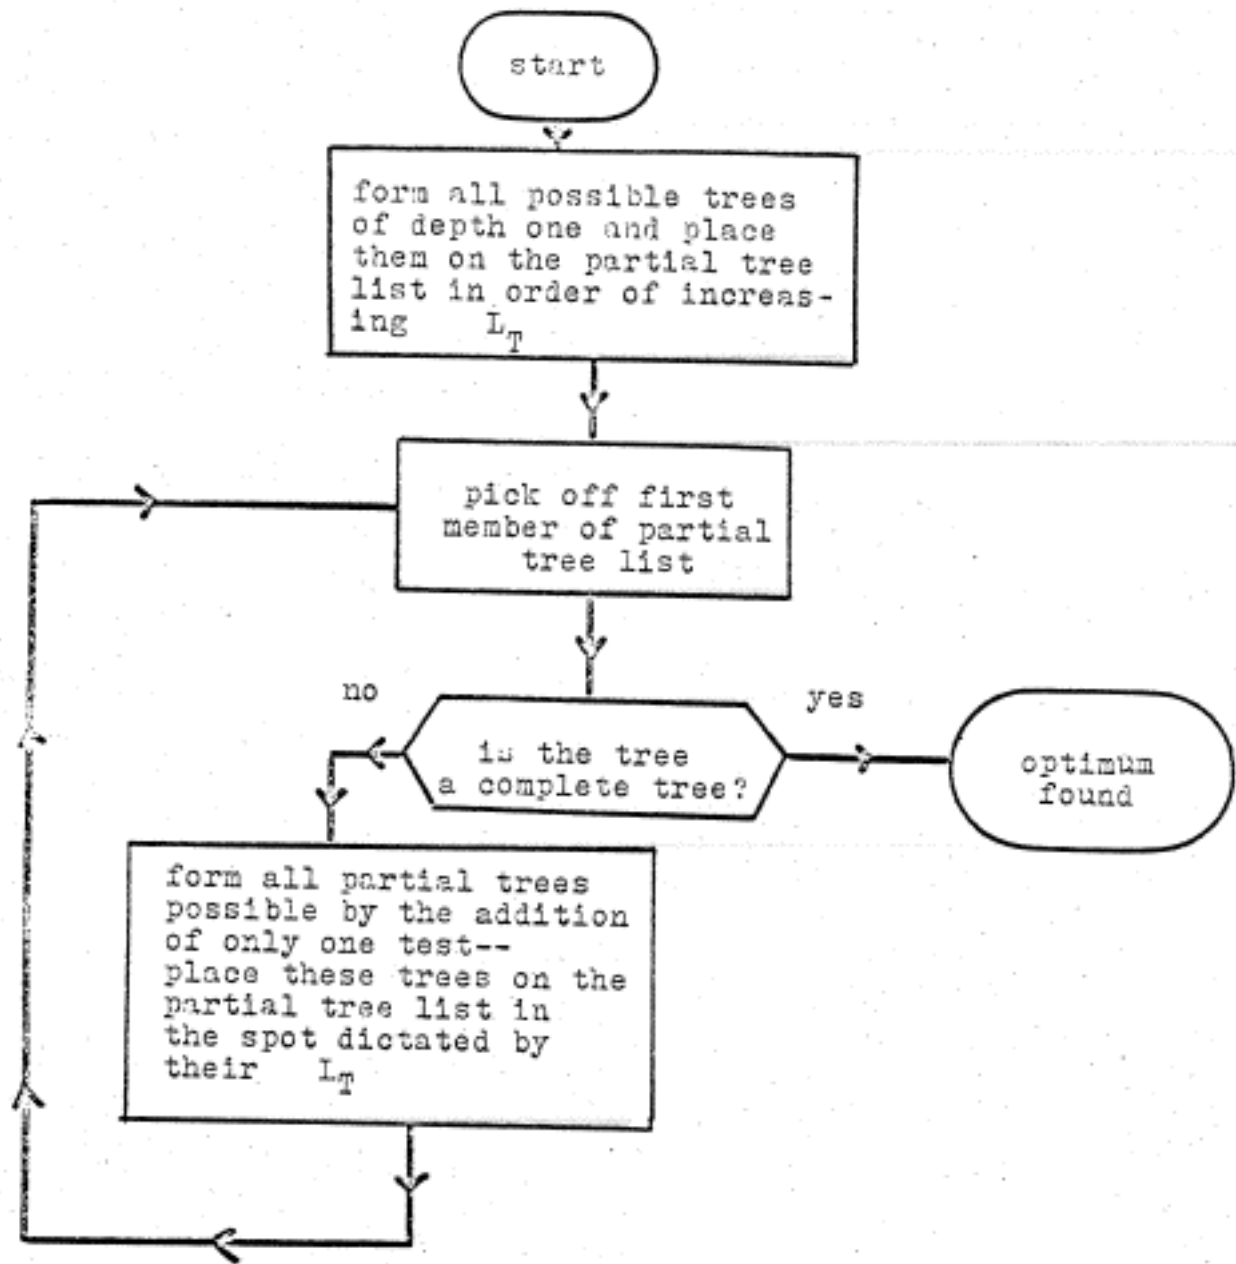 start
form all possible trees
of depth one and place
them on the partial tree
list in order of increas-
ing L_T
pick off first
member of partial
tree list
no
yes
is the tree
a complete tree?
optimum
found
form all partial trees
possible by the addition
of only one test--
place these trees on the
partial tree list in
the spot dictated by
their L_T